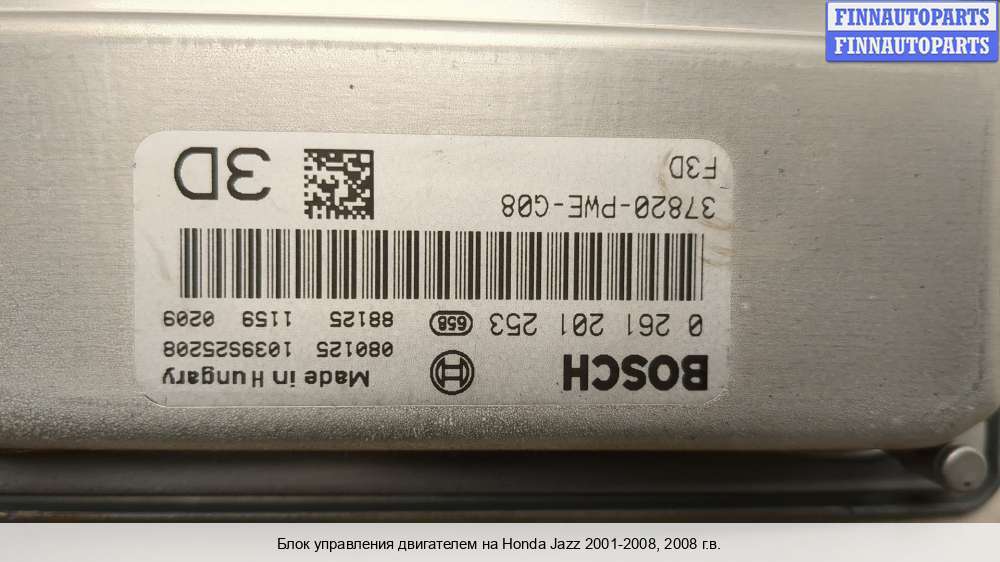 FINNAUTOPARTS
FINNAUTOPARTS
BOSCH
Made in Hungary
080125 1039S25208
0 261 201 253
658
88125 1159 0209
37820-PWE-G08
F3D
3D
Блок управления двигателем на Honda Jazz 2001-2008, 2008 г.в.